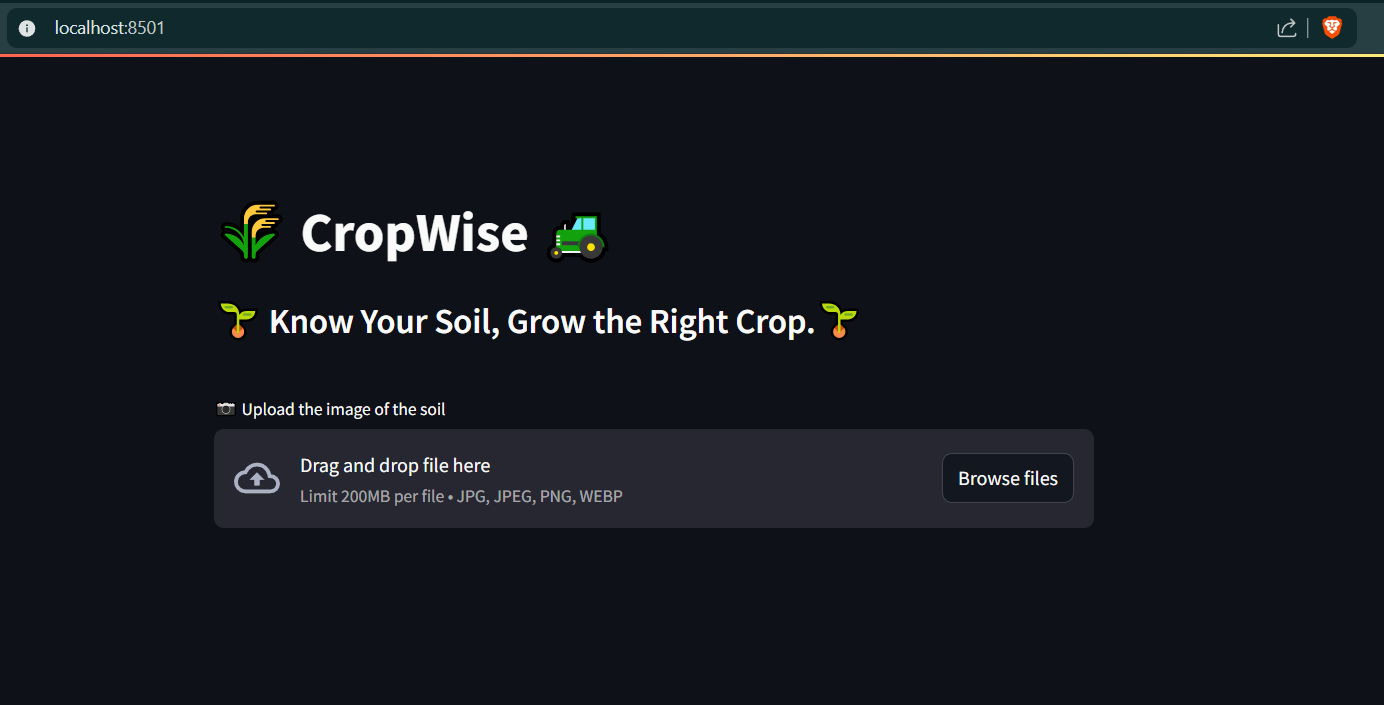 localhost:8501
CropWise
Know Your Soil, Grow the Right Crop.
Upload the image of the soil
Drag and drop file here
Limit 200MB per file • JPG, JPEG, PNG, WEBP
Browse files